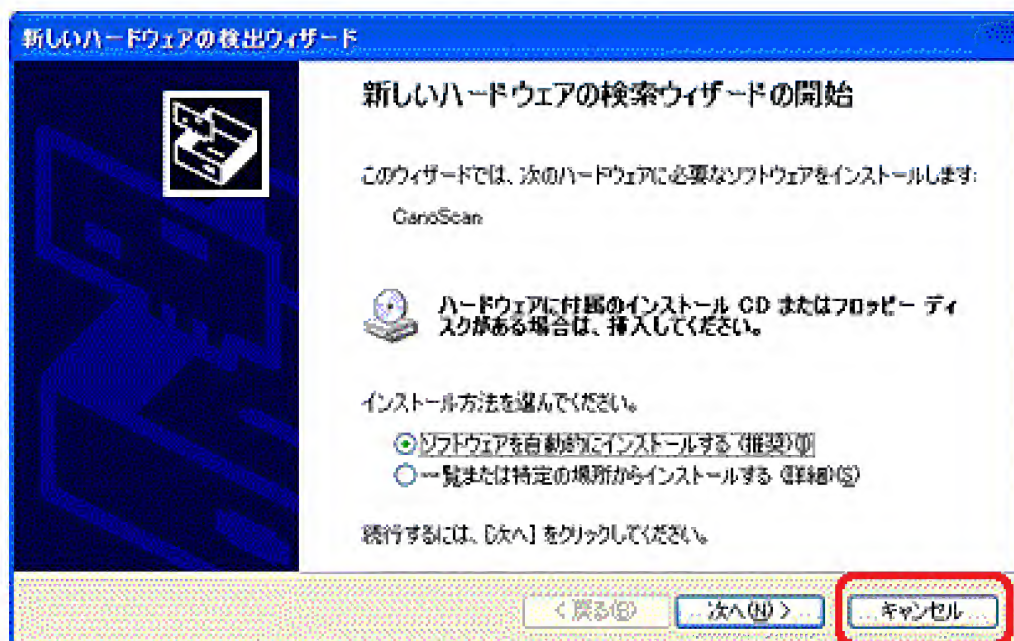 新しいハードウェアの検出ウィザード
新しいハードウェアの検索ウィザードの開始
このウィザードでは、次のハードウェアに必要なソフトウェアをインストールします:
CanoScan
ハードウェアに付属のインストール CD またはフロッピー ディ
スクがある場合は、挿入してください。
インストール方法を選んでください。
ソフトウェアを自動的にインストールする (推奨)(I)
一覧または特定の場所からインストールする (詳細)(S)
続行するには、[次へ] をクリックしてください。
< 戻る(B)
次へ(N) >
キャンセル